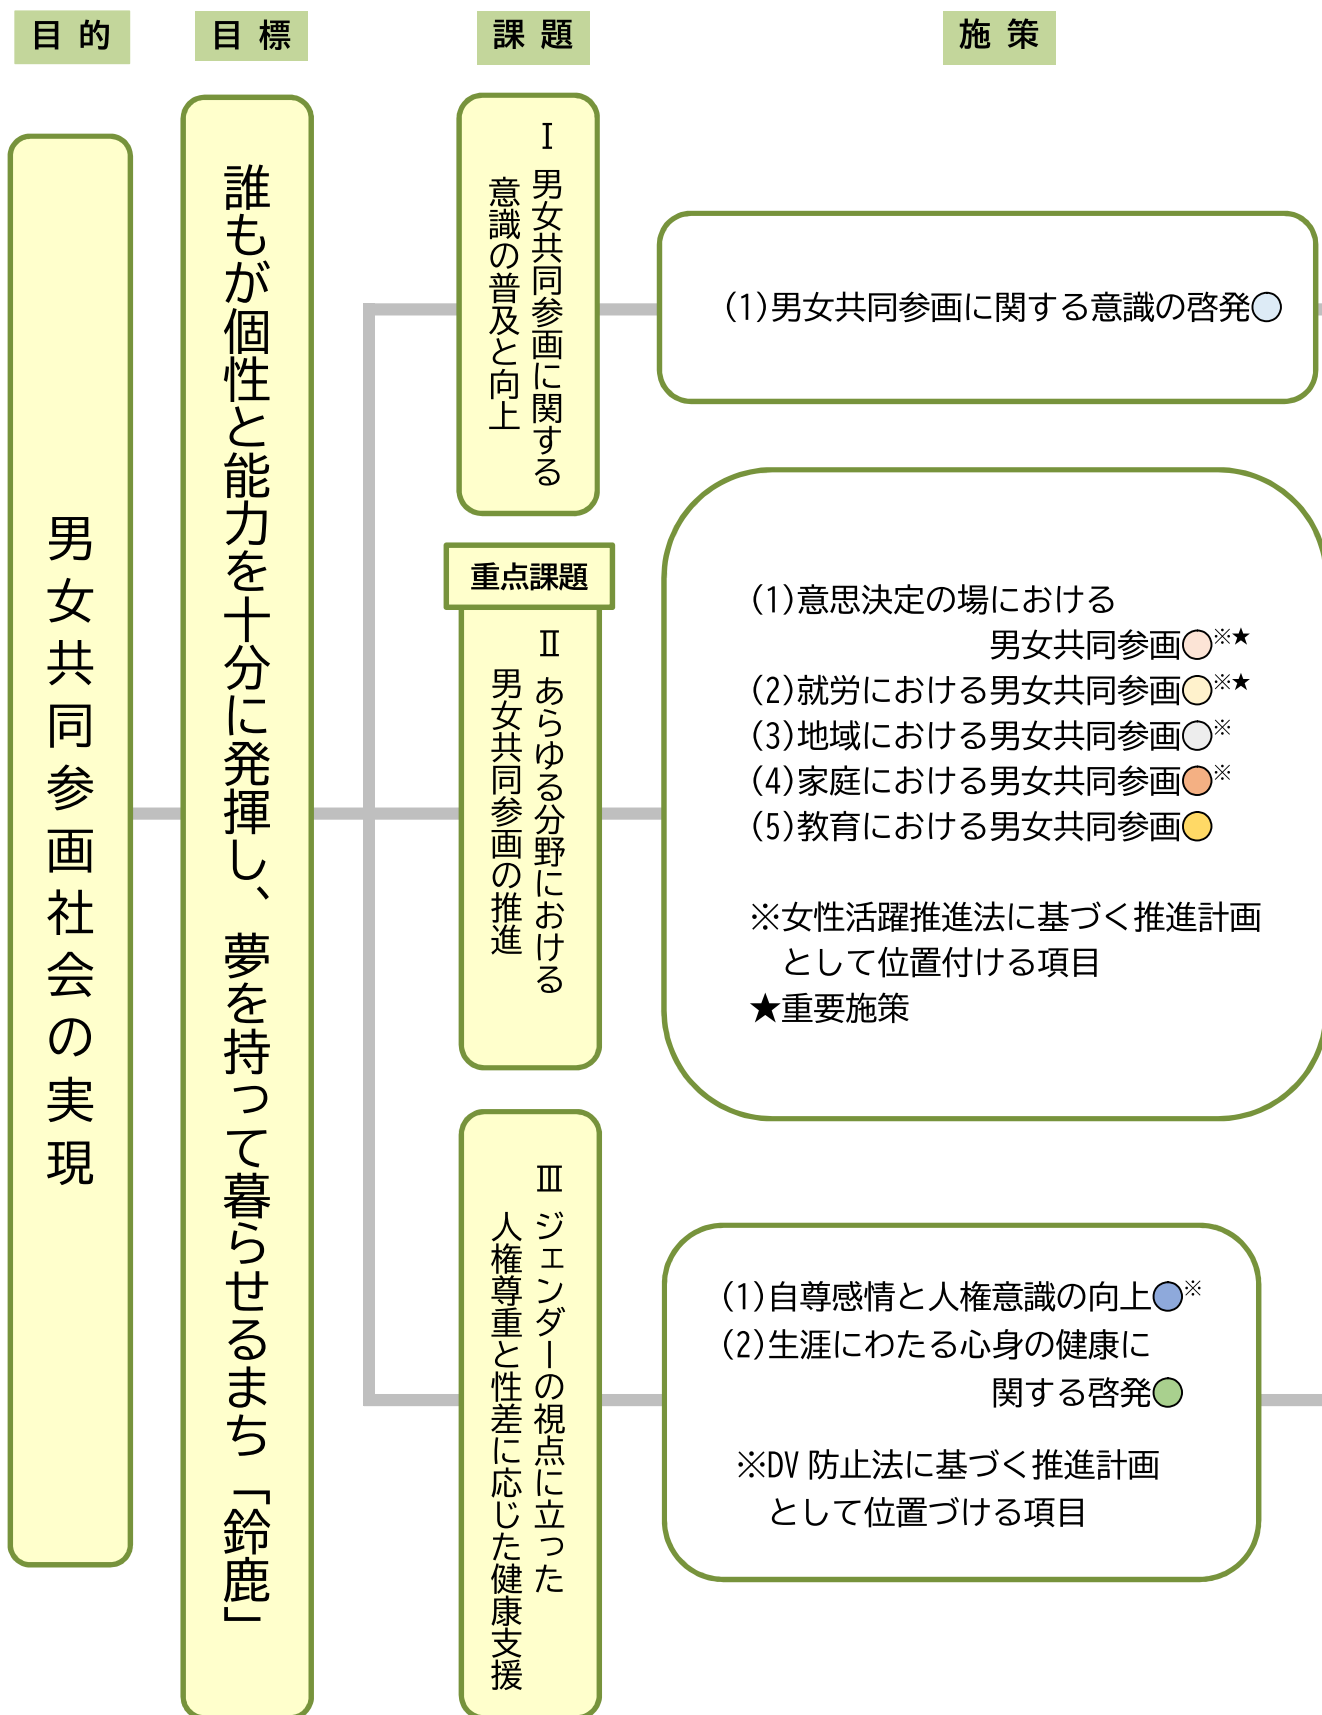 目的
目標
課題
施策
男女共同参画社会の実現
誰もが個性と能力を十分に発揮し、夢を持って暮らせるまち「鈴鹿」
Ⅰ 男女共同参画に関する
意識の普及と向上
(1)男女共同参画に関する意識の啓発
重点課題
Ⅱ あらゆる分野における
男女共同参画の推進
(1)意思決定の場における
男女共同参画※★
(2)就労における男女共同参画※★
(3)地域における男女共同参画※
(4)家庭における男女共同参画※
(5)教育における男女共同参画
※女性活躍推進法に基づく推進計画
として位置付ける項目
★重要施策
Ⅲ ジェンダーの視点に立った
人権尊重と性差に応じた健康支援
(1)自尊感情と人権意識の向上※
(2)生涯にわたる心身の健康に
関する啓発
※DV防止法に基づく推進計画
として位置づける項目